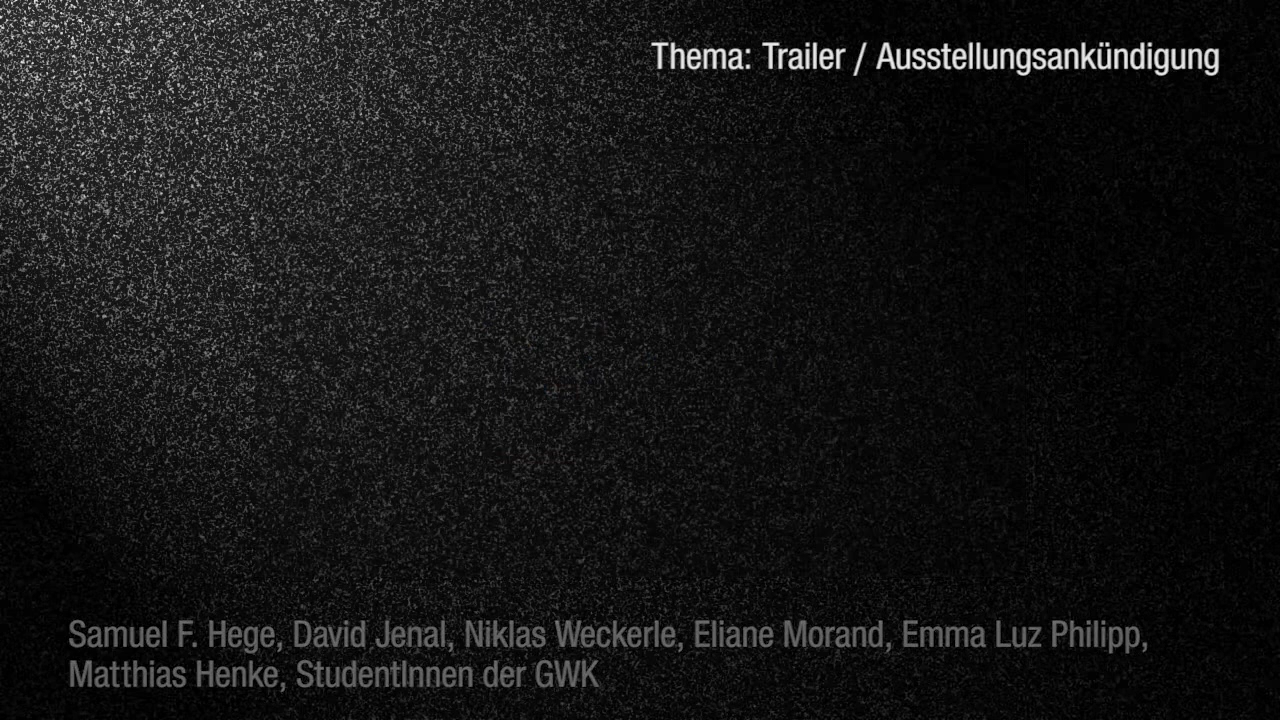 Thema: Trailer / Ausstellungsankündigung
Samuel F. Hege, David Jenal, Niklas Weckerle, Eliane Morand, Emma Luz Philipp,
Matthias Henke, StudentInnen der GWK